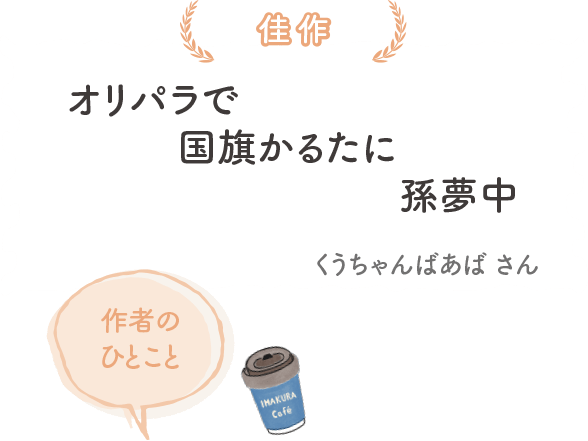 佳作
オリパラで
国旗かるたに
孫夢中
くうちゃんばあば さん
作者の
ひとこと
IMAKURA
Café